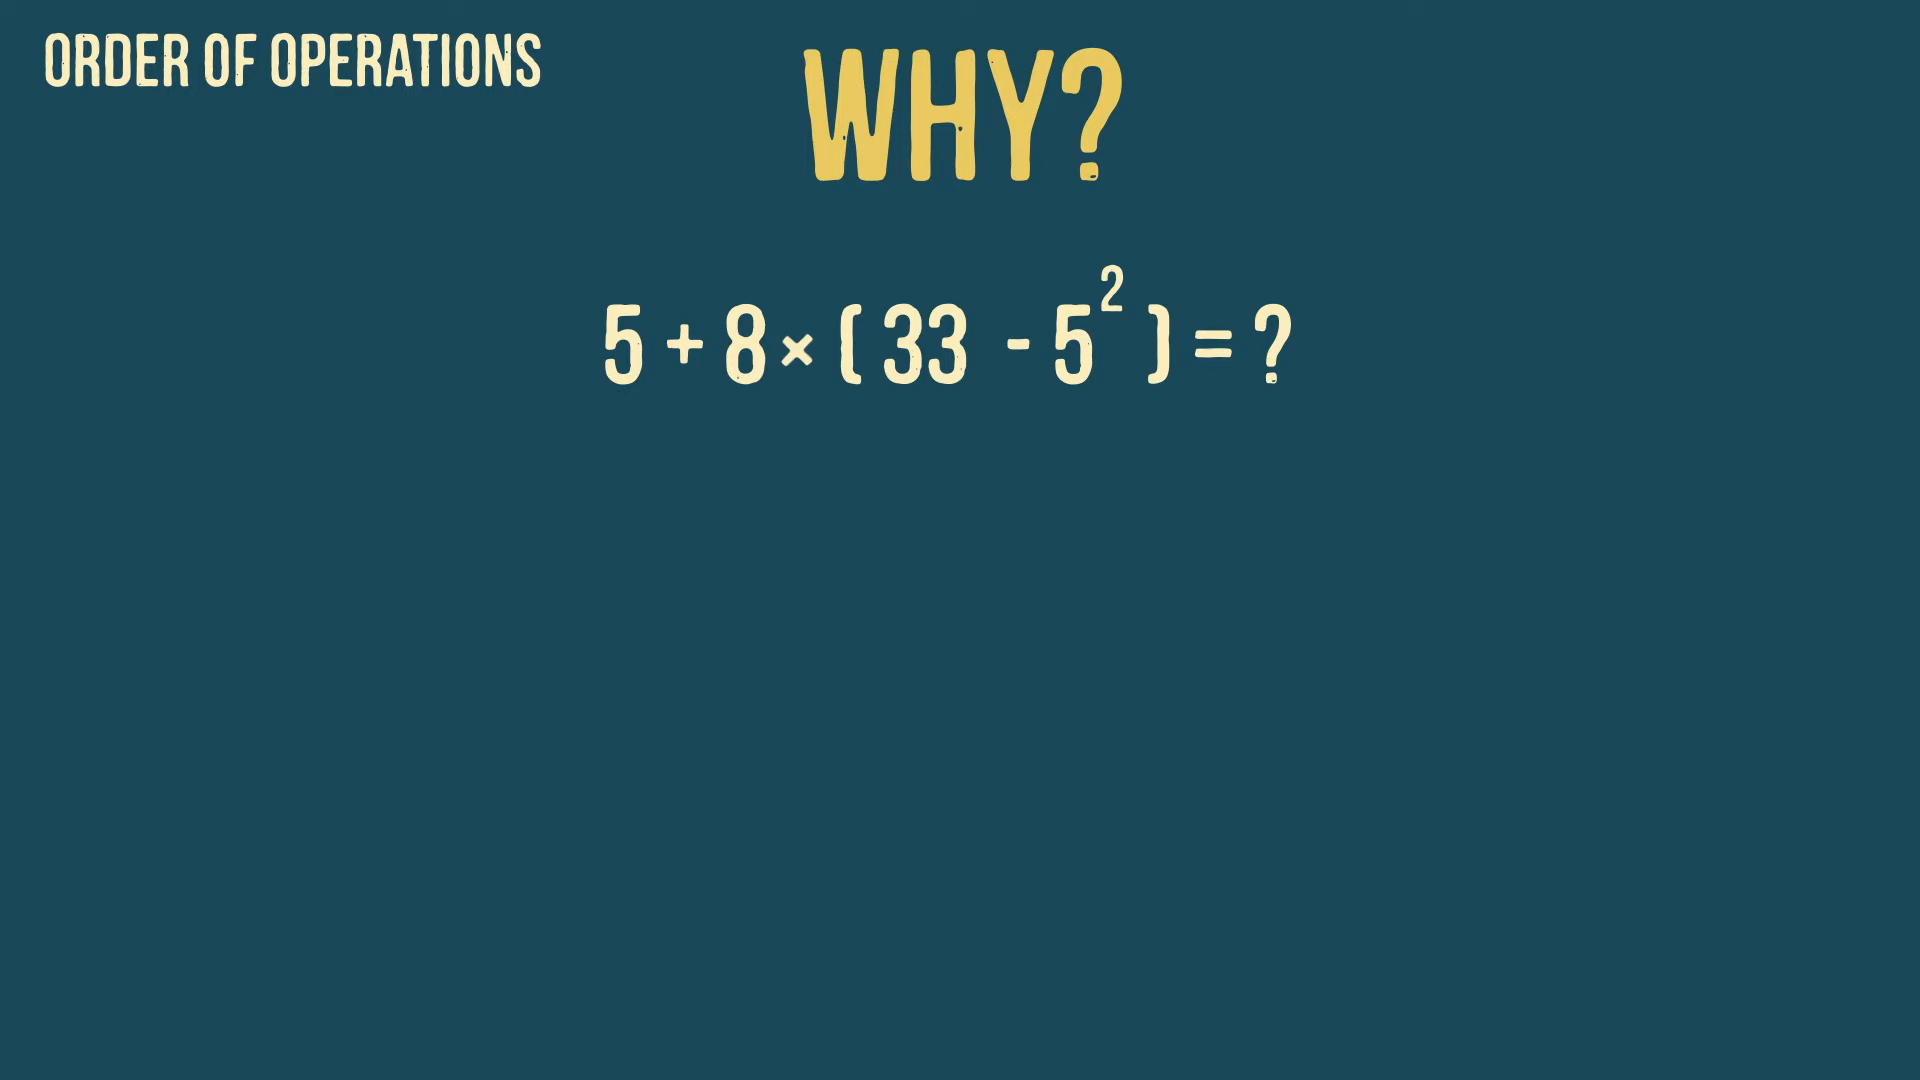 ORDER OF OPERATIONS
WHY?
5 + 8 × ( 33 - 5² ) = ?